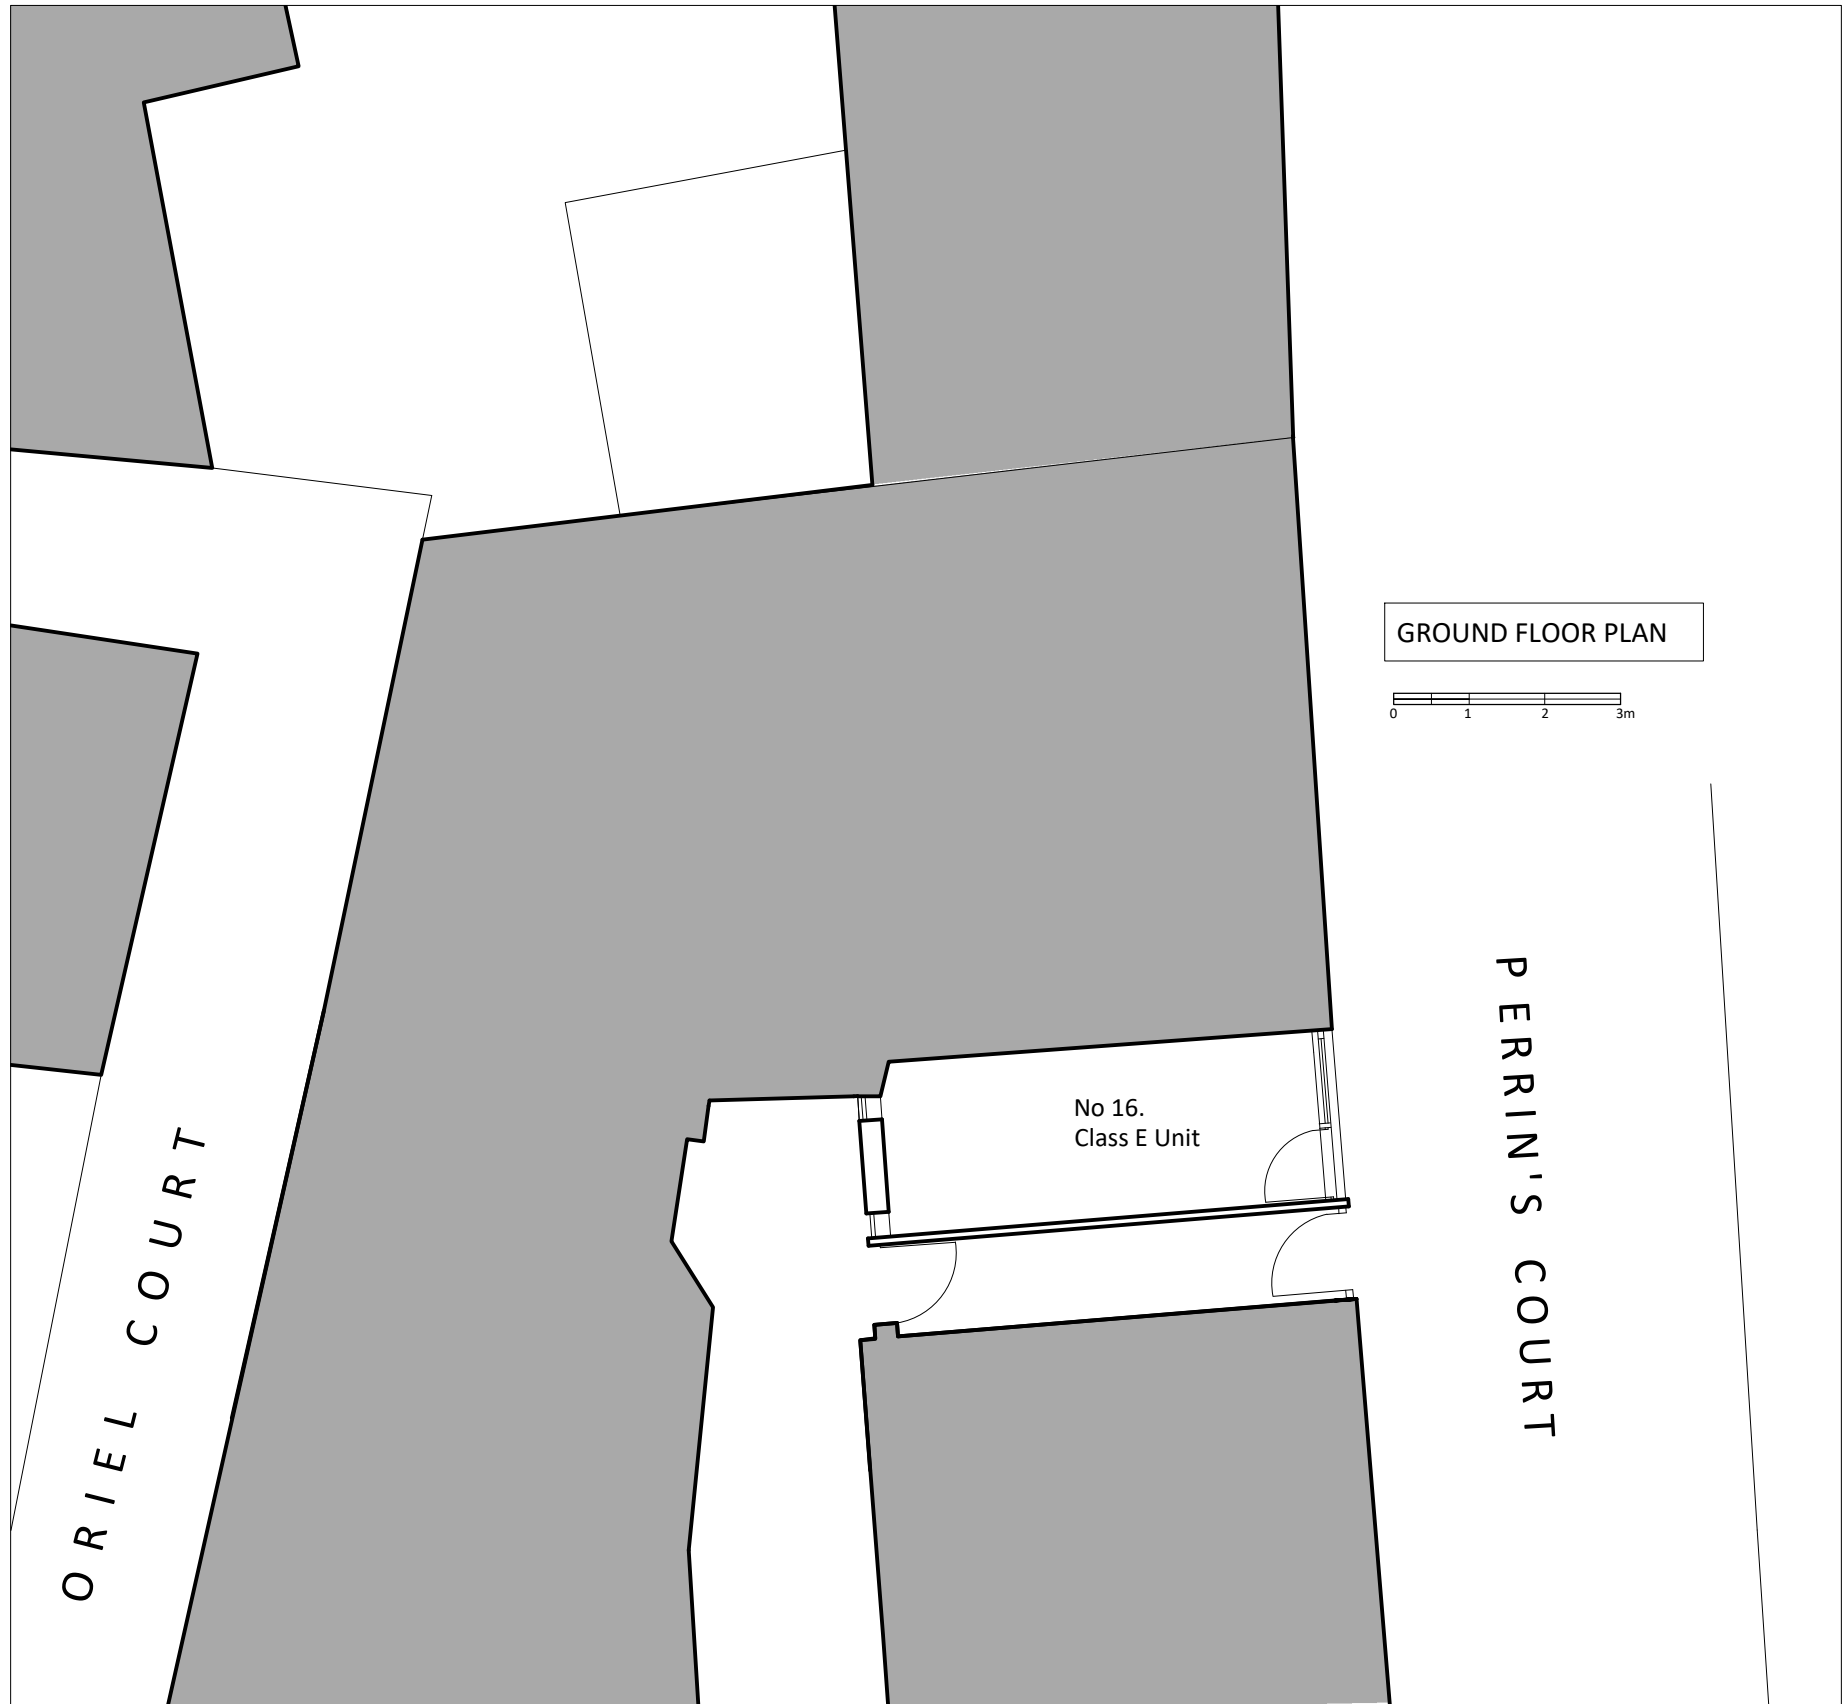 GROUND FLOOR PLAN
0 1 2 3m
PERRIN'S COURT
No 16.
Class E Unit
ORIEL COURT